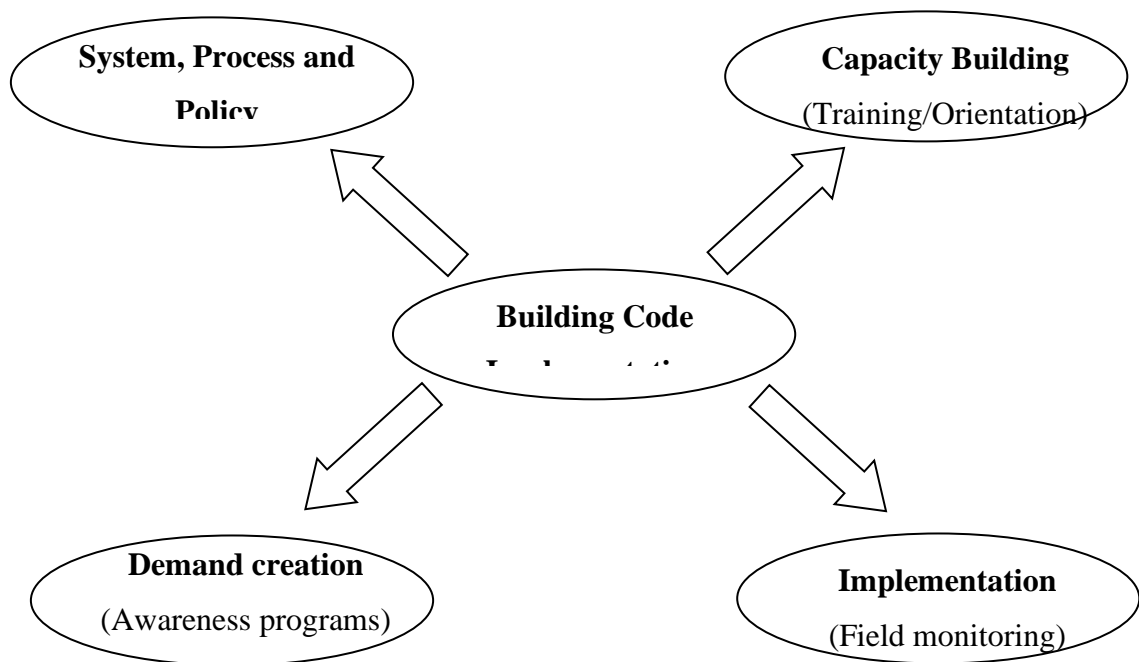 System, Process and
Policy
Capacity Building
(Training/Orientation)
Building Code
Demand creation
(Awareness programs)
Implementation
(Field monitoring)